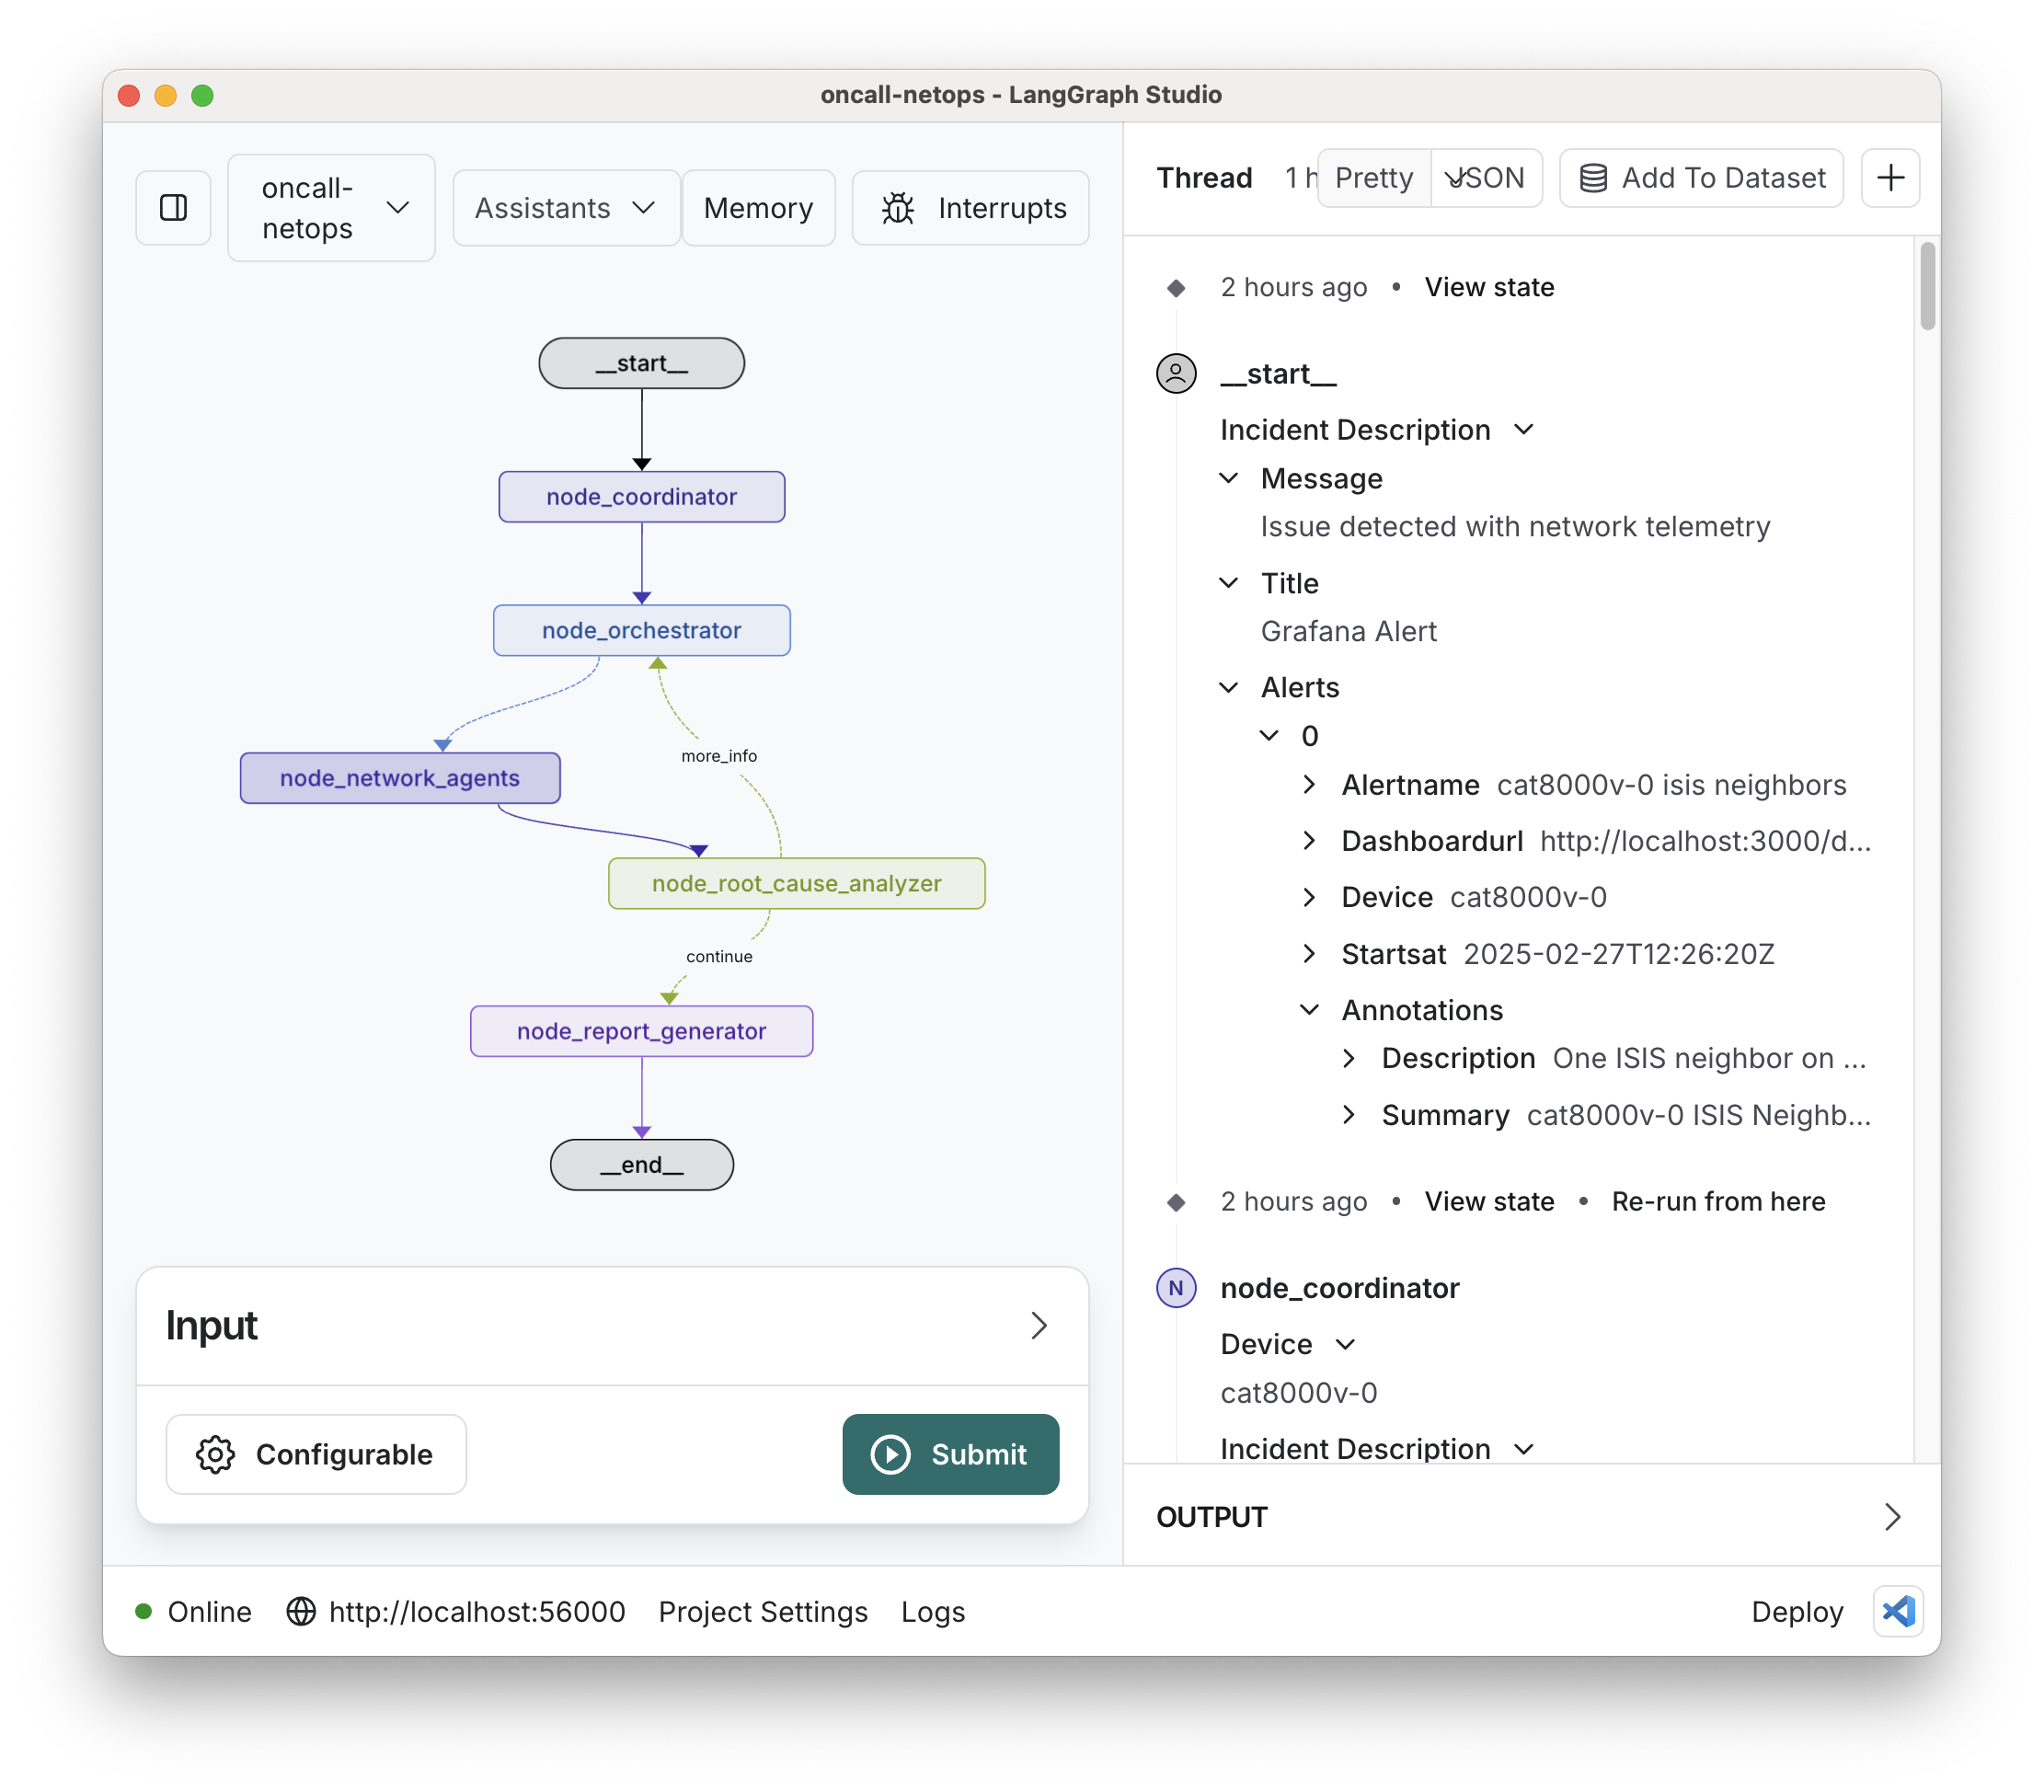 oncall-netops - LangGraph Studio
oncall-
netops
Assistants
Memory
Interrupts
__start__
node_coordinator
node_orchestrator
more_info
node_network_agents
node_root_cause_analyzer
continue
node_report_generator
__end__
Input
Configurable
Submit
Thread
1 h
Pretty
JSON
Add To Dataset
2 hours ago • View state
__start__
Incident Description
Message
Issue detected with network telemetry
Title
Grafana Alert
Alerts
0
Alertname cat8000v-0 isis neighbors
Dashboardurl http://localhost:3000/d...
Device cat8000v-0
Startsat 2025-02-27T12:26:20Z
Annotations
Description One ISIS neighbor on ...
Summary cat8000v-0 ISIS Neighb...
2 hours ago • View state • Re-run from here
N node_coordinator
Device
cat8000v-0
Incident Description
OUTPUT
Online http://localhost:56000 Project Settings Logs Deploy